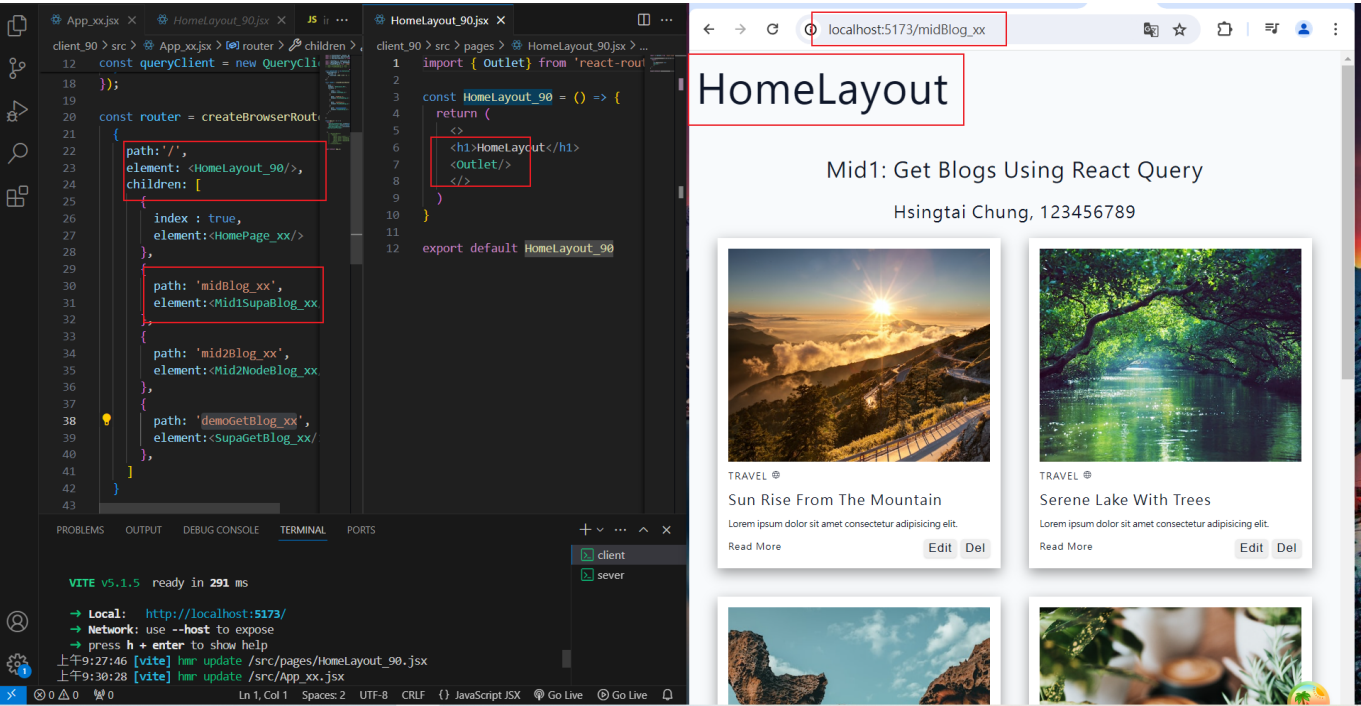 App_xx.jsx
HomeLayout_90.jsx
JS
HomeLayout_90.jsx
client_90 > src > App_xx.jsx > router > children >
12 const queryClient = new QueryCli
18 });
19
20 const router = createBrowserRout
21 {
22 path:'/',
23 element: <HomeLayout_90/>,
24 children: [
25 {
26 index : true,
27 element:<HomePage_xx/>
28 },
29 {
30 path: 'midBlog_xx',
31 element:<Mid1SupaBlog_xx
32 },
33 {
34 path: 'mid2Blog_xx',
35 element:<Mid2NodeBlog_xx
36 },
37 {
38 path: 'demoGetBlog_xx',
39 element:<SupaGetBlog_xx/
40 },
41 ]
42 }
43
client_90 > src > pages > HomeLayout_90.jsx > ...
1 import { Outlet} from 'react-rout
2
3 const HomeLayout_90 = () => {
4 return (
5 <>
6 <h1>HomeLayout</h1>
7 <Outlet/>
8 </>
9 )
10 }
11
12 export default HomeLayout_90
PROBLEMS OUTPUT DEBUG CONSOLE TERMINAL PORTS
client
sever
VITE v5.1.5 ready in 291 ms
→ Local: http://localhost:5173/
→ Network: use --host to expose
→ press h + enter to show help
上午9:27:46 [vite] hmr update /src/pages/HomeLayout_90.jsx
上午9:30:28 [vite] hmr update /src/App_xx.jsx
1
0 0 0 Ln 1, Col 1 Spaces: 2 UTF-8 CRLF {} JavaScript JSX Go Live Go Live
localhost:5173/midBlog_xx
HomeLayout
Mid1: Get Blogs Using React Query
Hsingtai Chung, 123456789
TRAVEL
Sun Rise From The Mountain
Lorem ipsum dolor sit amet consectetur adipisicing elit.
Read More Edit Del
TRAVEL
Serene Lake With Trees
Lorem ipsum dolor sit amet consectetur adipisicing elit.
Read More Edit Del